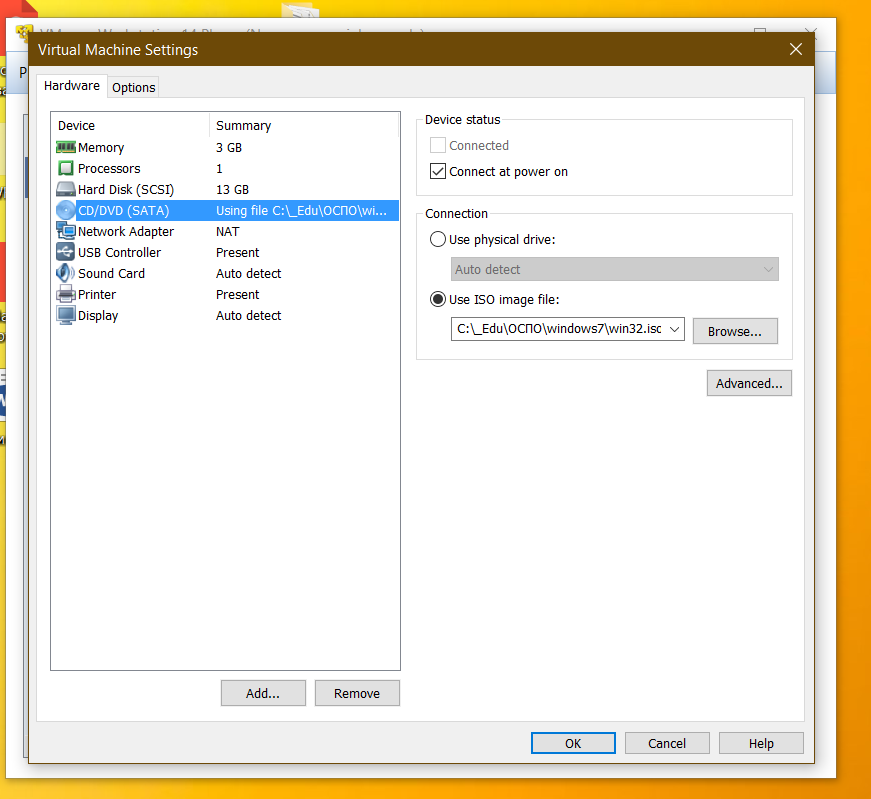 Virtual Machine Settings
Hardware Options
Device Summary
Memory 3 GB
Processors 1
Hard Disk (SCSI) 13 GB
CD/DVD (SATA) Using file C:\_Edu\ОСПО\wi...
Network Adapter NAT
USB Controller Present
Sound Card Auto detect
Printer Present
Display Auto detect
Add... Remove
Device status
Connected
Connect at power on
Connection
Use physical drive:
Auto detect
Use ISO image file:
C:\_Edu\ОСПО\windows7\win32.iso
Browse...
Advanced...
OK Cancel Help